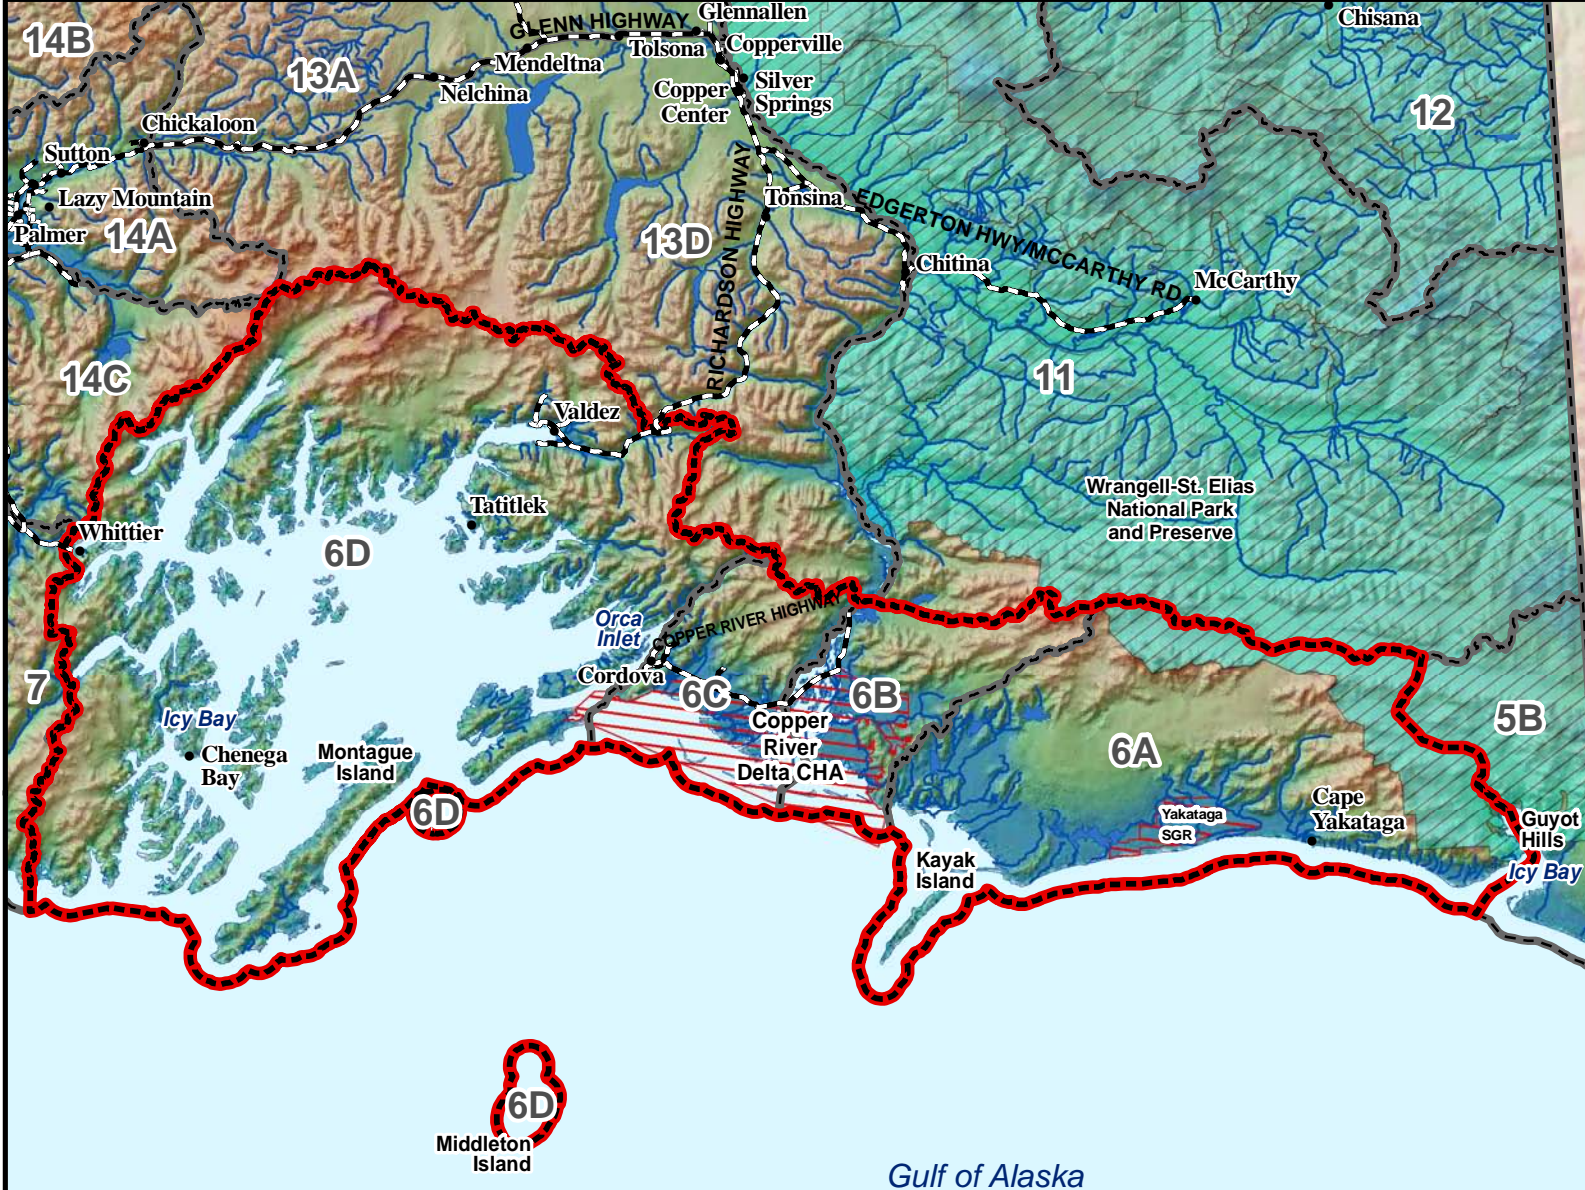 GLENN HIGHWAY
Glennallen
Chisana
14B
Tolsona
Copperville
13A
Mendeltna
Nelchina
Silver
Springs
Copper
Center
12
Chickaloon
Sutton
Lazy Mountain
Palmer
14A
13D
RICHARDSON HIGHWAY
Tonsina
EDGERTON HWY/MCCARTHY RD
Chitina
McCarthy
14C
11
Valdez
Wrangell-St. Elias
National Park
and Preserve
Tatitlek
Whittier
6D
Orca
Inlet
COPPER RIVER HIGHWAY
Cordova
7
6C
6B
5B
Icy Bay
Copper
River
Delta CHA
Chenega
Bay
Montague
Island
6A
6D
Yakataga
SGR
Cape
Yakataga
Guyot
Hills
Icy Bay
Kayak
Island
6D
Middleton
Island
Gulf of Alaska